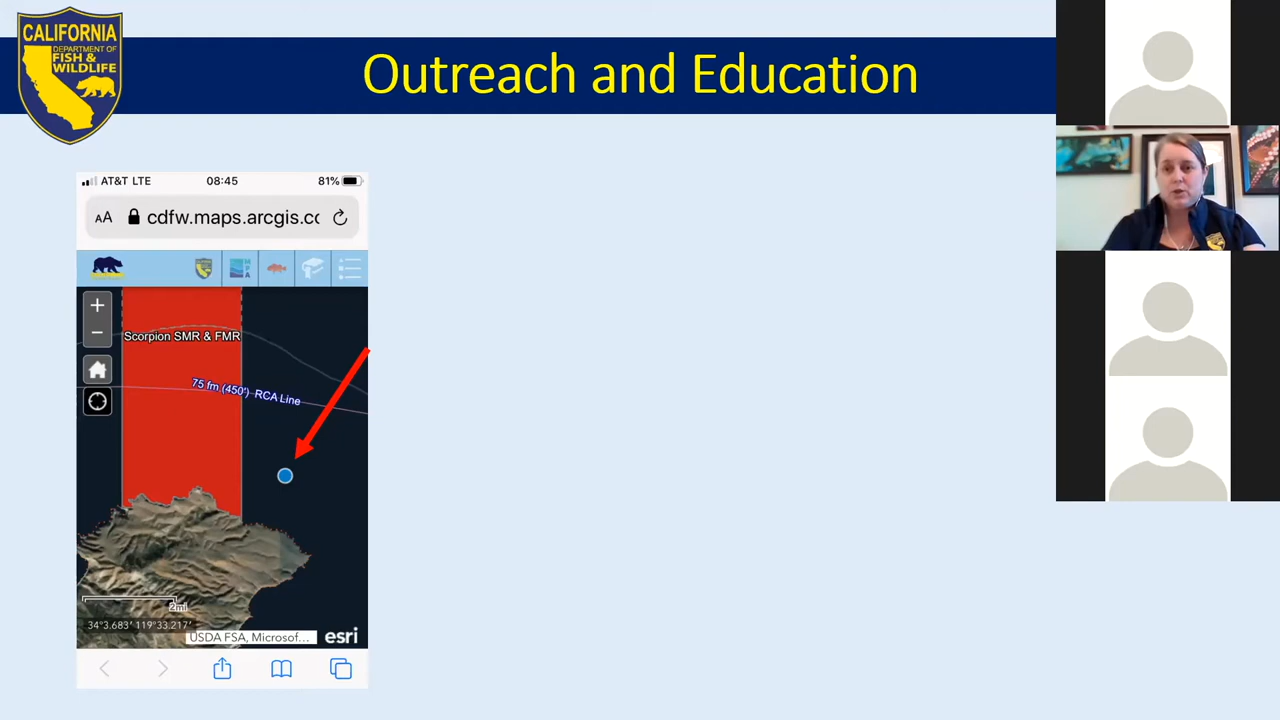 CALIFORNIA
DEPARTMENT OF
FISH &
WILDLIFE
Outreach and Education
AT&T LTE 08:45 81%
AA cdfw.maps.arcgis.cc
MPA
+
Scorpion SMR & FMR
−
75 fm (450') RCA Line
2mi
34°3.683' 119°33.217'
USDA FSA, Microsof...
esri